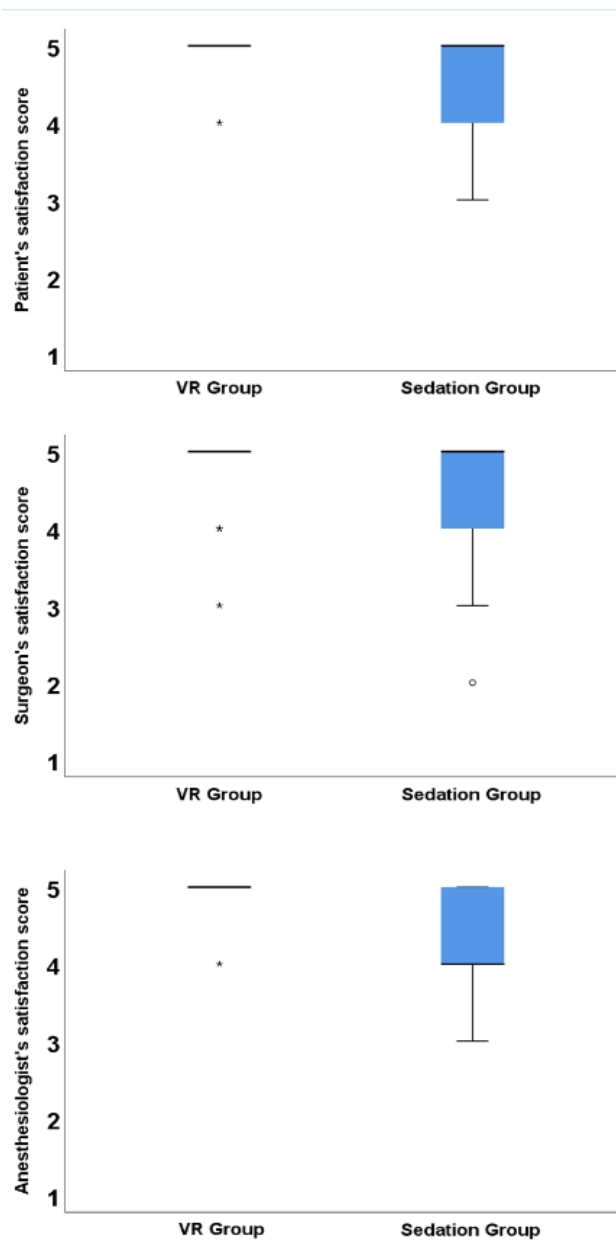 Patient's satisfaction score
5
4
3
2
1
VR Group Sedation Group
Surgeon's satisfaction score
5
4
3
2
1
VR Group Sedation Group
Anesthesiologist's satisfaction score
5
4
3
2
1
VR Group Sedation Group